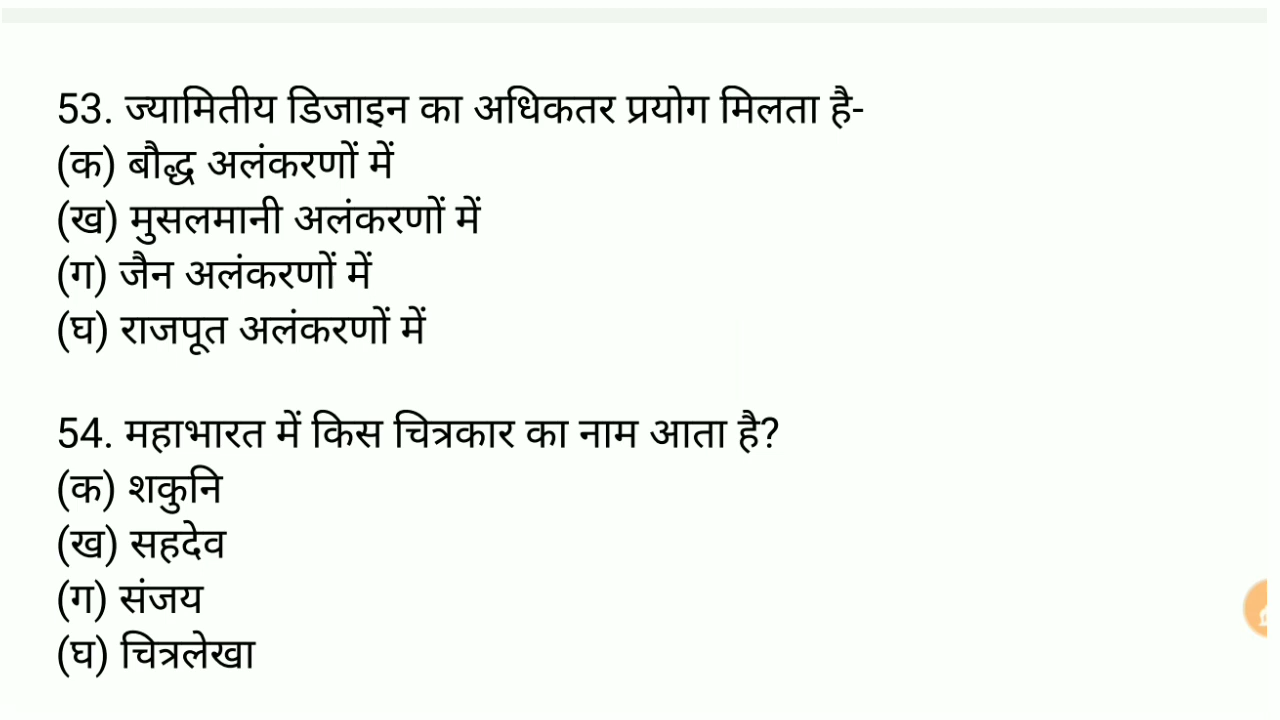 53. ज्यामितीय डिजाइन का अधिकतर प्रयोग मिलता है-
(क) बौद्ध अलंकरणों में
(ख) मुसलमानी अलंकरणों में
(ग) जैन अलंकरणों में
(घ) राजपूत अलंकरणों में
54. महाभारत में किस चित्रकार का नाम आता है?
(क) शकुनि
(ख) सहदेव
(ग) संजय
(घ) चित्रलेखा